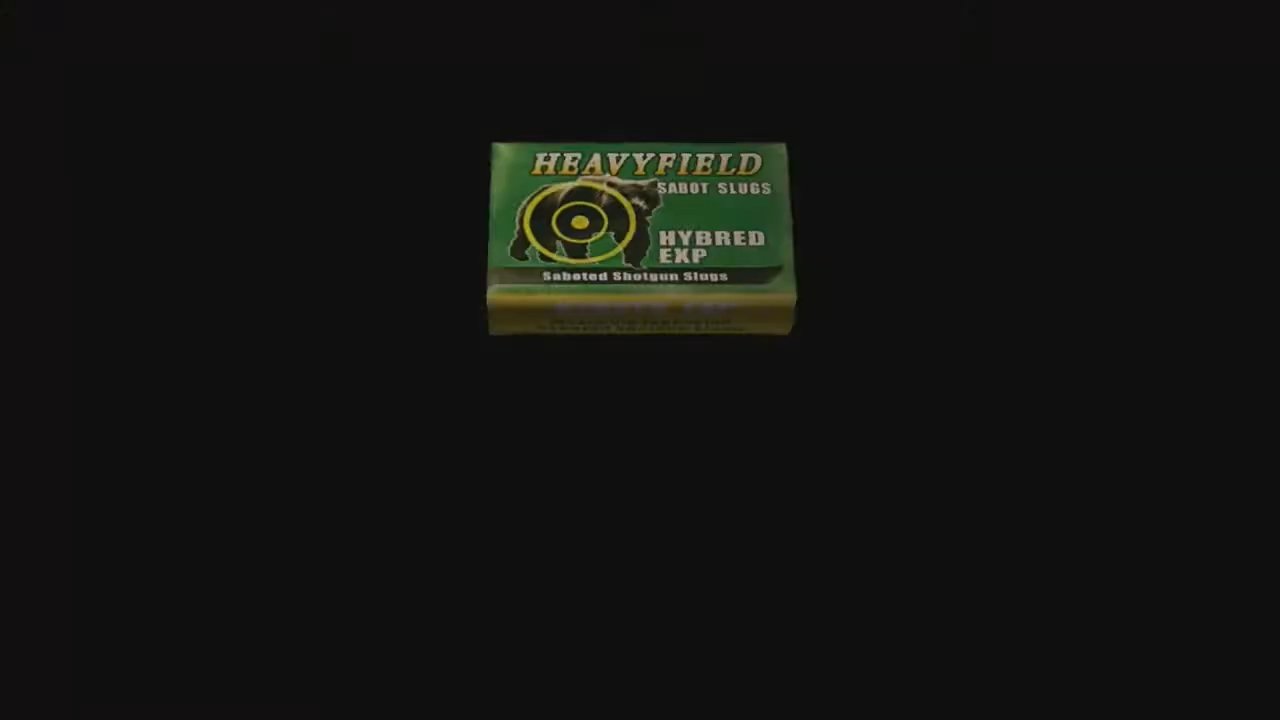 HEAVYFIELD
SABOT SLUGS
HYBRED
EXP
Saboted Shotgun Slugs